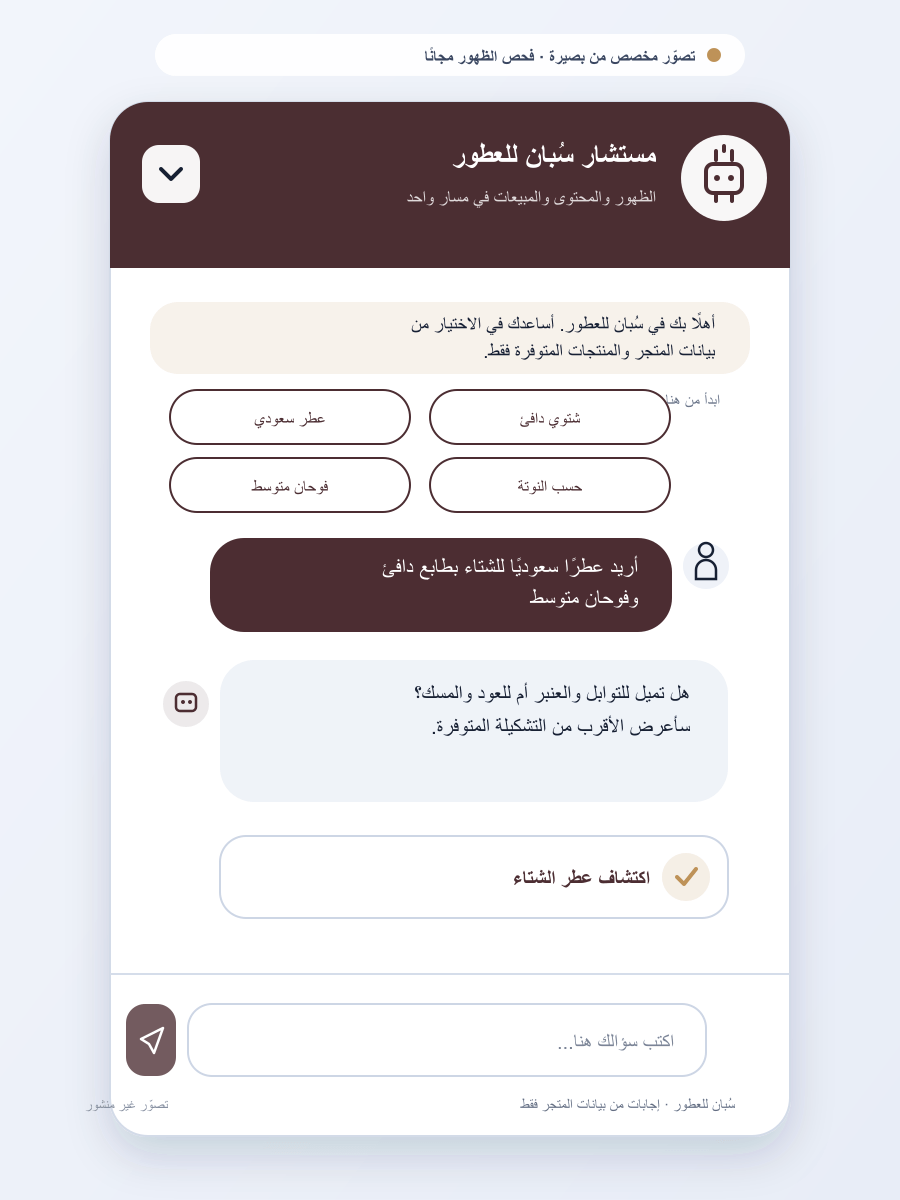 تصوّر مخصص من بصيرة · فحص الظهور مجانًا
مستشار سُبان للعطور
الظهور والمحتوى والمبيعات في مسار واحد
أهلًا بك في سُبان للعطور. أساعدك في الاختيار من
بيانات المتجر والمنتجات المتوفرة فقط.
ابدأ من هنا
شتوي دافئ
عطر سعودي
حسب النوتة
فوحان متوسط
أريد عطرًا سعوديًا للشتاء بطابع دافئ
وفوحان متوسط
هل تميل للتوابل والعنبر أم للعود والمسك؟
سأعرض الأقرب من التشكيلة المتوفرة.
اكتشاف عطر الشتاء
اكتب سؤالك هنا...
سُبان للعطور · إجابات من بيانات المتجر فقط
تصوّر غير منشور